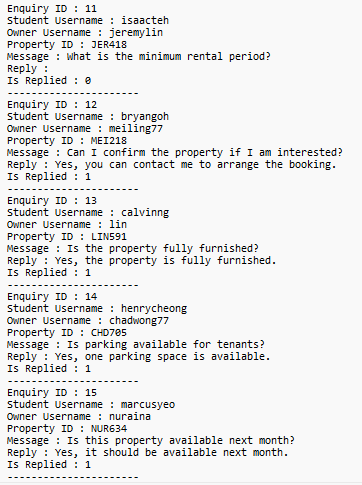 Enquiry ID : 11
Student Username : isaacteh
Owner Username : jeremylin
Property ID : JER418
Message : What is the minimum rental period?
Reply :
Is Replied : 0
----------------------
Enquiry ID : 12
Student Username : bryangoh
Owner Username : meiling77
Property ID : MEI218
Message : Can I confirm the property if I am interested?
Reply : Yes, you can contact me to arrange the booking.
Is Replied : 1
----------------------
Enquiry ID : 13
Student Username : calvinng
Owner Username : lin
Property ID : LIN591
Message : Is the property fully furnished?
Reply : Yes, the property is fully furnished.
Is Replied : 1
----------------------
Enquiry ID : 14
Student Username : henrycheong
Owner Username : chadwong77
Property ID : CHD705
Message : Is parking available for tenants?
Reply : Yes, one parking space is available.
Is Replied : 1
----------------------
Enquiry ID : 15
Student Username : marcusyeo
Owner Username : nuraina
Property ID : NUR634
Message : Is this property available next month?
Reply : Yes, it should be available next month.
Is Replied : 1
----------------------